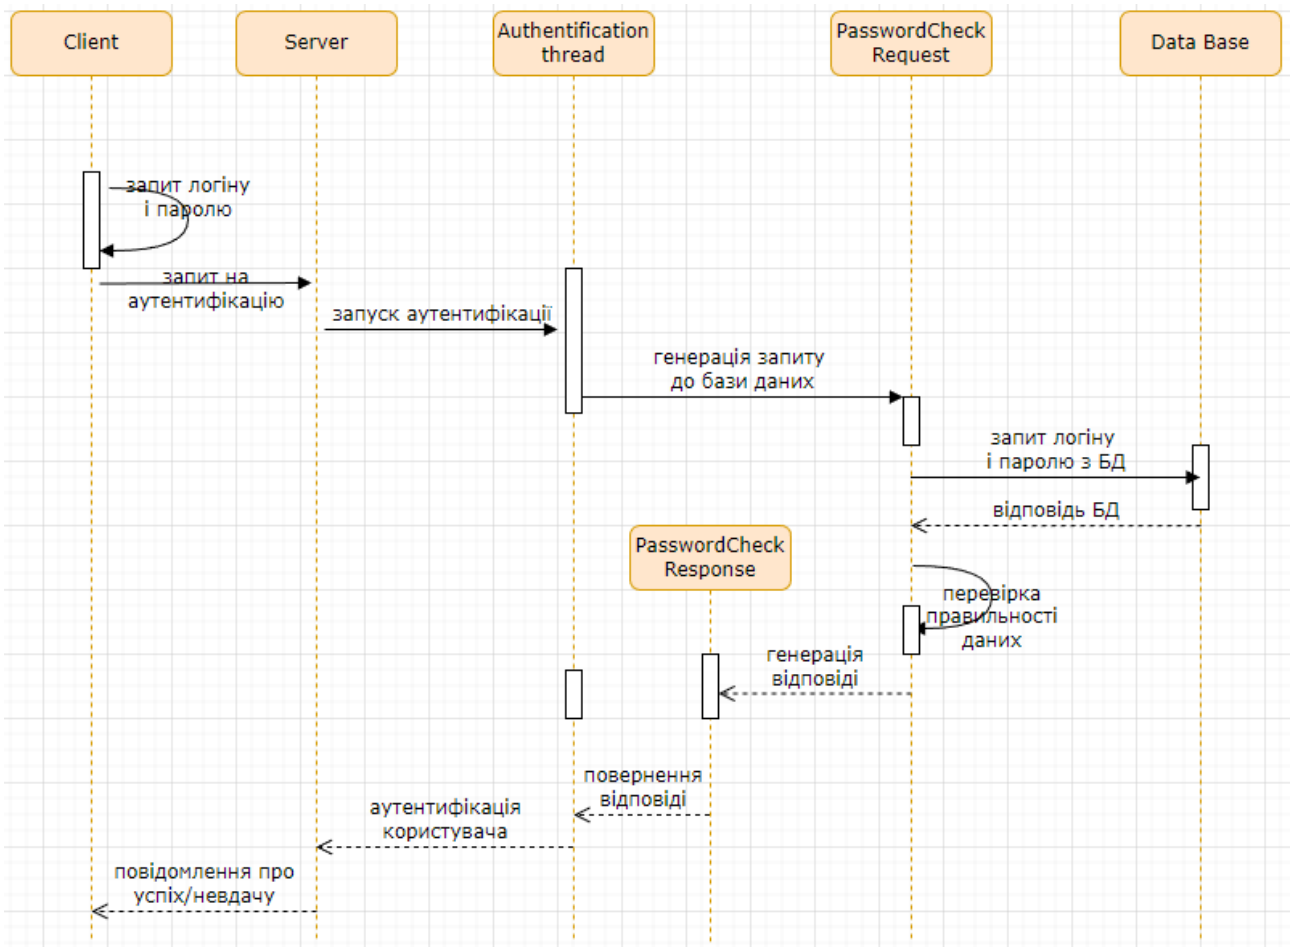 Client
Server
Authentification
thread
PasswordCheck
Request
Data Base
запит логіну
і паролю
запит на
аутентифікацію
запуск аутентифікації
генерація запиту
до бази даних
запит логіну
і паролю з БД
відповідь БД
PasswordCheck
Response
перевірка
правильності
даних
генерація
відповіді
повернення
відповіді
аутентифікація
користувача
повідомлення про
успіх/невдачу